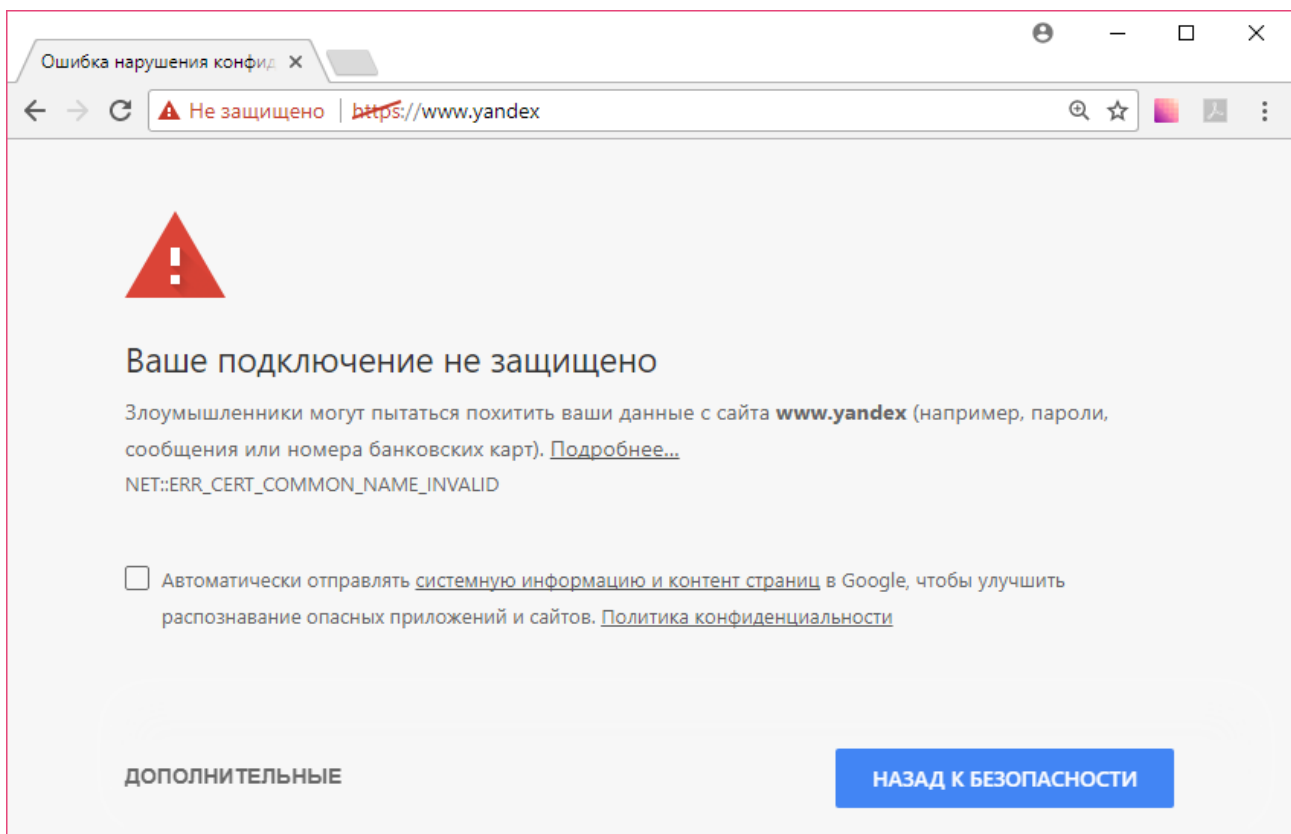 Ошибка нарушения конфид
Не защищено https://www.yandex
Ваше подключение не защищено
Злоумышленники могут пытаться похитить ваши данные с сайта www.yandex (например, пароли,
сообщения или номера банковских карт). Подробнее...
NET::ERR_CERT_COMMON_NAME_INVALID
Автоматически отправлять системную информацию и контент страниц в Google, чтобы улучшить
распознавание опасных приложений и сайтов. Политика конфиденциальности
ДОПОЛНИТЕЛЬНЫЕ
НАЗАД К БЕЗОПАСНОСТИ